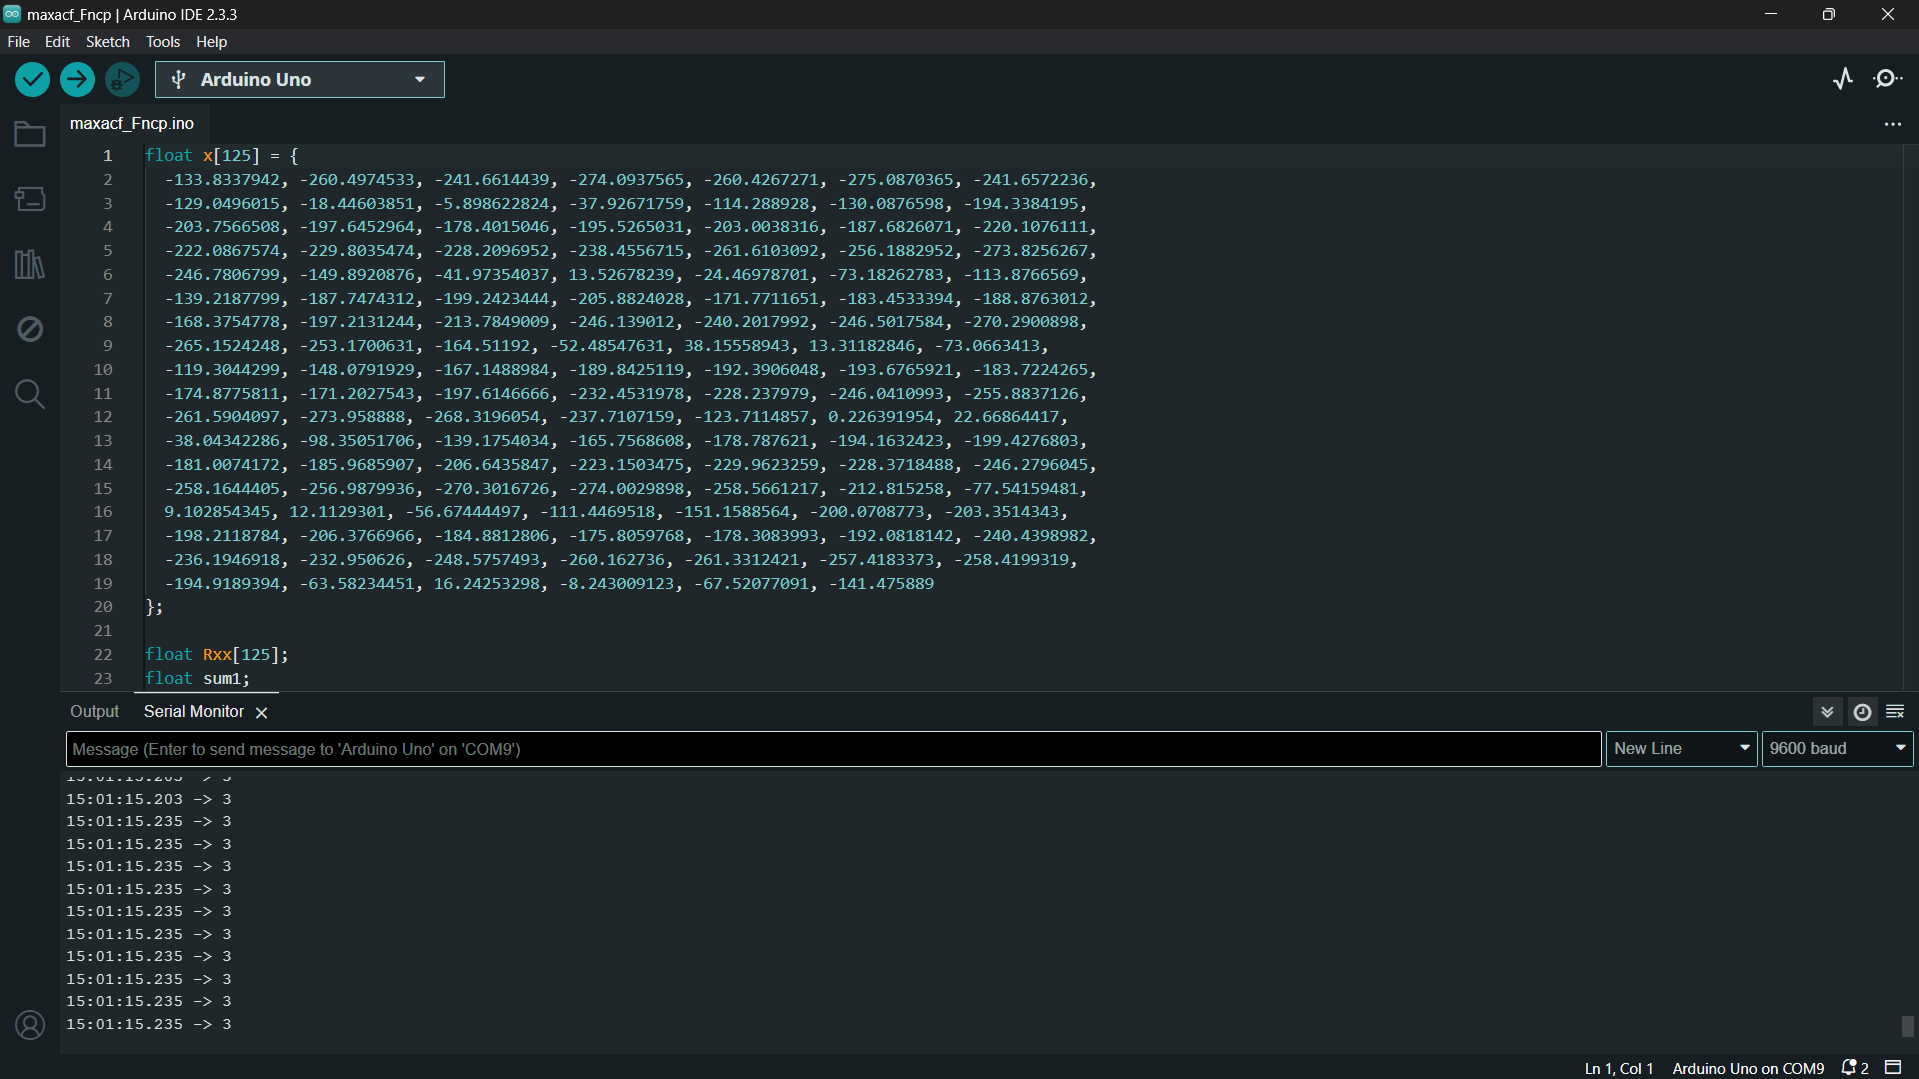 maxacf_Fncp | Arduino IDE 2.3.3
File Edit Sketch Tools Help
Arduino Uno
maxacf_Fncp.ino
1 float x[125] = {
2 -133.8337942, -260.4974533, -241.6614439, -274.0937565, -260.4267271, -275.0870365, -241.6572236,
3 -129.0496015, -18.44603851, -5.898622824, -37.92671759, -114.288928, -130.0876598, -194.3384195,
4 -203.7566508, -197.6452964, -178.4015046, -195.5265031, -203.0038316, -187.6826071, -220.1076111,
5 -222.0867574, -229.8035474, -228.2096952, -238.4556715, -261.6103092, -256.1882952, -273.8256267,
6 -246.7806799, -149.8920876, -41.97354037, 13.52678239, -24.46978701, -73.18262783, -113.8766569,
7 -139.2187799, -187.7474312, -199.2423444, -205.8824028, -171.7711651, -183.4533394, -188.8763012,
8 -168.3754778, -197.2131244, -213.7849009, -246.139012, -240.2017992, -246.5017584, -270.2900898,
9 -265.1524248, -253.1700631, -164.51192, -52.48547631, 38.15558943, 13.31182846, -73.0663413,
10 -119.3044299, -148.0791929, -167.1488984, -189.8425119, -192.3906048, -193.6765921, -183.7224265,
11 -174.8775811, -171.2027543, -197.6146666, -232.4531978, -228.237979, -246.0410993, -255.8837126,
12 -261.5904097, -273.958888, -268.3196054, -237.7107159, -123.7114857, 0.226391954, 22.66864417,
13 -38.04342286, -98.35051706, -139.1754034, -165.7568608, -178.787621, -194.1632423, -199.4276803,
14 -181.0074172, -185.9685907, -206.6435847, -223.1503475, -229.9623259, -228.3718488, -246.2796045,
15 -258.1644405, -256.9879936, -270.3016726, -274.0029898, -258.5661217, -212.815258, -77.54159481,
16 9.102854345, 12.1129301, -56.67444497, -111.4469518, -151.1588564, -200.0708773, -203.3514343,
17 -198.2118784, -206.3766966, -184.8812806, -175.8059768, -178.3083993, -192.0818142, -240.4398982,
18 -236.1946918, -232.950626, -248.5757493, -260.162736, -261.3312421, -257.4183373, -258.4199319,
19 -194.9189394, -63.58234451, 16.24253298, -8.243009123, -67.52077091, -141.475889
20 };
21
22 float Rxx[125];
23 float sum1;
Output Serial Monitor
Message (Enter to send message to 'Arduino Uno' on 'COM9') New Line 9600 baud
15:01:15.203 -> 3
15:01:15.203 -> 3
15:01:15.235 -> 3
15:01:15.235 -> 3
15:01:15.235 -> 3
15:01:15.235 -> 3
15:01:15.235 -> 3
15:01:15.235 -> 3
15:01:15.235 -> 3
15:01:15.235 -> 3
15:01:15.235 -> 3
15:01:15.235 -> 3
Ln 1, Col 1 Arduino Uno on COM9 2